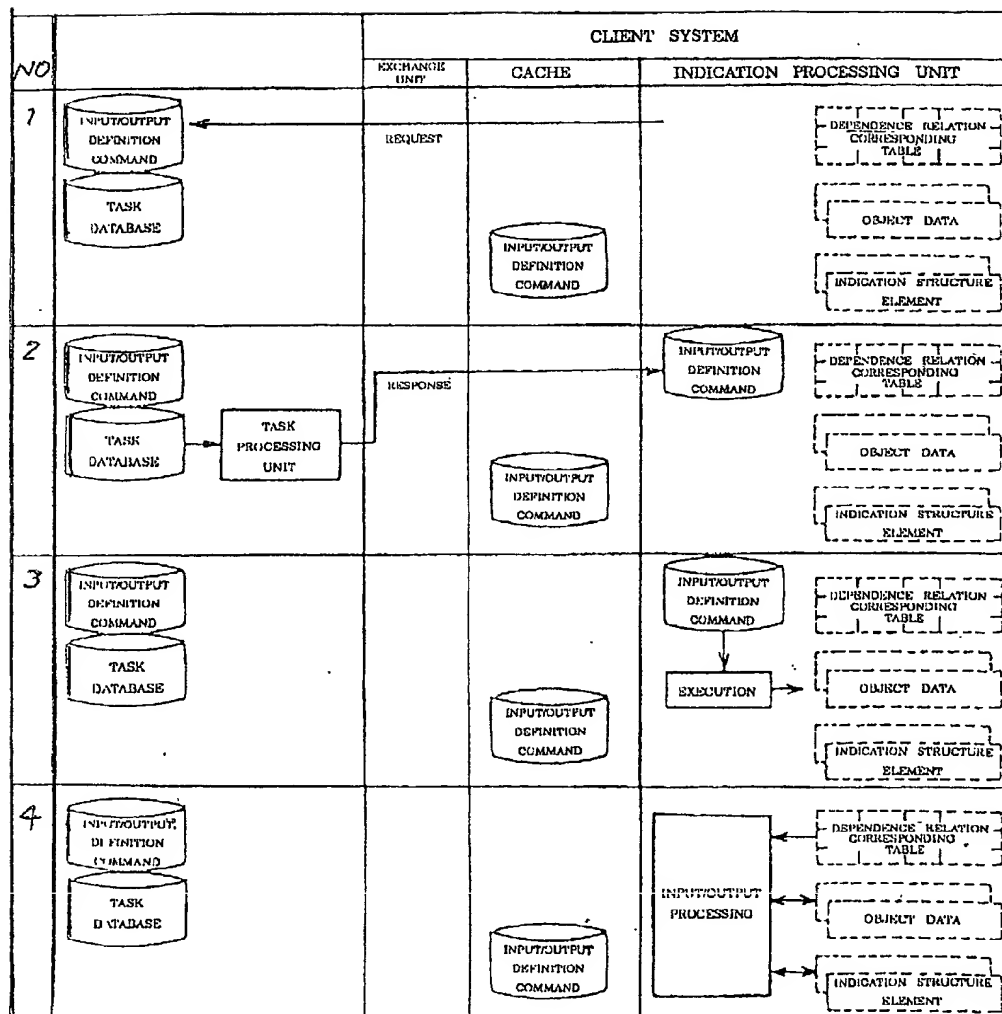 CLIENT SYSTEM
NO
EXCHANGE
UNIT
CACHE
INDICATION PROCESSING UNIT
1
INPUT/OUTPUT
DEFINITION
COMMAND
TASK
DATABASE
REQUEST
INPUT/OUTPUT
DEFINITION
COMMAND
DEPENDENCE RELATION
CORRESPONDING
TABLE
OBJECT DATA
INDICATION STRUCTURE
ELEMENT
2
INPUT/OUTPUT
DEFINITION
COMMAND
TASK
DATABASE
TASK
PROCESSING
UNIT
RESPONSE
INPUT/OUTPUT
DEFINITION
COMMAND
INPUT/OUTPUT
DEFINITION
COMMAND
DEPENDENCE RELATION
CORRESPONDING
TABLE
OBJECT DATA
INDICATION STRUCTURE
ELEMENT
3
INPUT/OUTPUT
DEFINITION
COMMAND
TASK
DATABASE
INPUT/OUTPUT
DEFINITION
COMMAND
INPUT/OUTPUT
DEFINITION
COMMAND
EXECUTION
DEPENDENCE RELATION
CORRESPONDING
TABLE
OBJECT DATA
INDICATION STRUCTURE
ELEMENT
4
INPUT/OUTPUT
DEFINITION
COMMAND
TASK
DATABASE
INPUT/OUTPUT
DEFINITION
COMMAND
INPUT/OUTPUT
PROCESSING
DEPENDENCE RELATION
CORRESPONDING
TABLE
OBJECT DATA
INDICATION STRUCTURE
ELEMENT